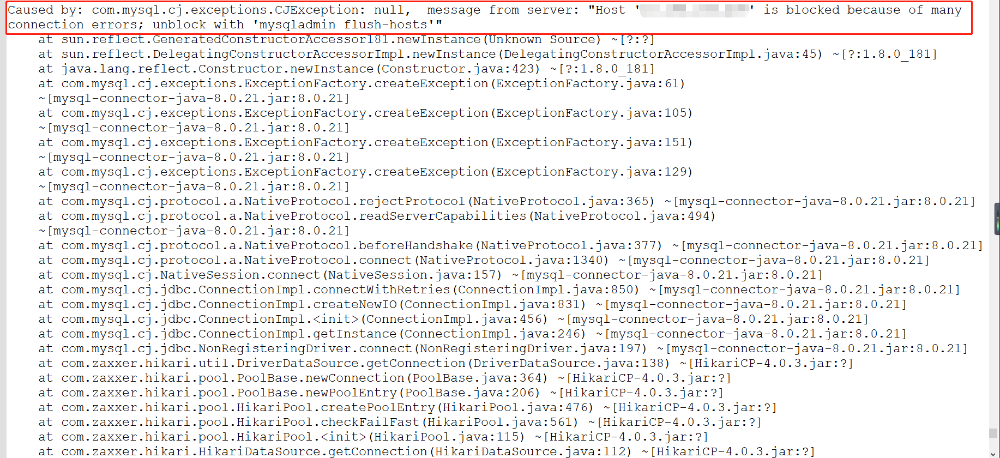 Caused by: com.mysql.cj.exceptions.CJException: null,  message from server: "Host '' is blocked because of many
connection errors; unblock with 'mysqladmin flush-hosts'"
at sun.reflect.GeneratedConstructorAccessor181.newInstance(Unknown Source) ~[?:?]
at sun.reflect.DelegatingConstructorAccessorImpl.newInstance(DelegatingConstructorAccessorImpl.java:45) ~[?:1.8.0_181]
at java.lang.reflect.Constructor.newInstance(Constructor.java:423) ~[?:1.8.0_181]
at com.mysql.cj.exceptions.ExceptionFactory.createException(ExceptionFactory.java:61)
~[mysql-connector-java-8.0.21.jar:8.0.21]
at com.mysql.cj.exceptions.ExceptionFactory.createException(ExceptionFactory.java:105)
~[mysql-connector-java-8.0.21.jar:8.0.21]
at com.mysql.cj.exceptions.ExceptionFactory.createException(ExceptionFactory.java:151)
~[mysql-connector-java-8.0.21.jar:8.0.21]
at com.mysql.cj.exceptions.ExceptionFactory.createException(ExceptionFactory.java:129)
~[mysql-connector-java-8.0.21.jar:8.0.21]
at com.mysql.cj.protocol.a.NativeProtocol.rejectProtocol(NativeProtocol.java:365) ~[mysql-connector-java-8.0.21.jar:8.0.21]
at com.mysql.cj.protocol.a.NativeProtocol.readServerCapabilities(NativeProtocol.java:494)
~[mysql-connector-java-8.0.21.jar:8.0.21]
at com.mysql.cj.protocol.a.NativeProtocol.beforeHandshake(NativeProtocol.java:377) ~[mysql-connector-java-8.0.21.jar:8.0.21]
at com.mysql.cj.protocol.a.NativeProtocol.connect(NativeProtocol.java:1340) ~[mysql-connector-java-8.0.21.jar:8.0.21]
at com.mysql.cj.NativeSession.connect(NativeSession.java:157) ~[mysql-connector-java-8.0.21.jar:8.0.21]
at com.mysql.cj.jdbc.ConnectionImpl.connectWithRetries(ConnectionImpl.java:850) ~[mysql-connector-java-8.0.21.jar:8.0.21]
at com.mysql.cj.jdbc.ConnectionImpl.createNewIO(ConnectionImpl.java:831) ~[mysql-connector-java-8.0.21.jar:8.0.21]
at com.mysql.cj.jdbc.ConnectionImpl.<init>(ConnectionImpl.java:456) ~[mysql-connector-java-8.0.21.jar:8.0.21]
at com.mysql.cj.jdbc.ConnectionImpl.getInstance(ConnectionImpl.java:246) ~[mysql-connector-java-8.0.21.jar:8.0.21]
at com.mysql.cj.jdbc.NonRegisteringDriver.connect(NonRegisteringDriver.java:197) ~[mysql-connector-java-8.0.21.jar:8.0.21]
at com.zaxxer.hikari.util.DriverDataSource.getConnection(DriverDataSource.java:138) ~[HikariCP-4.0.3.jar:?]
at com.zaxxer.hikari.pool.PoolBase.newConnection(PoolBase.java:364) ~[HikariCP-4.0.3.jar:?]
at com.zaxxer.hikari.pool.PoolBase.newPoolEntry(PoolBase.java:206) ~[HikariCP-4.0.3.jar:?]
at com.zaxxer.hikari.pool.HikariPool.createPoolEntry(HikariPool.java:476) ~[HikariCP-4.0.3.jar:?]
at com.zaxxer.hikari.pool.HikariPool.checkFailFast(HikariPool.java:561) ~[HikariCP-4.0.3.jar:?]
at com.zaxxer.hikari.pool.HikariPool.<init>(HikariPool.java:115) ~[HikariCP-4.0.3.jar:?]
at com.zaxxer.hikari.HikariDataSource.getConnection(HikariDataSource.java:112) ~[HikariCP-4.0.3.jar:?]